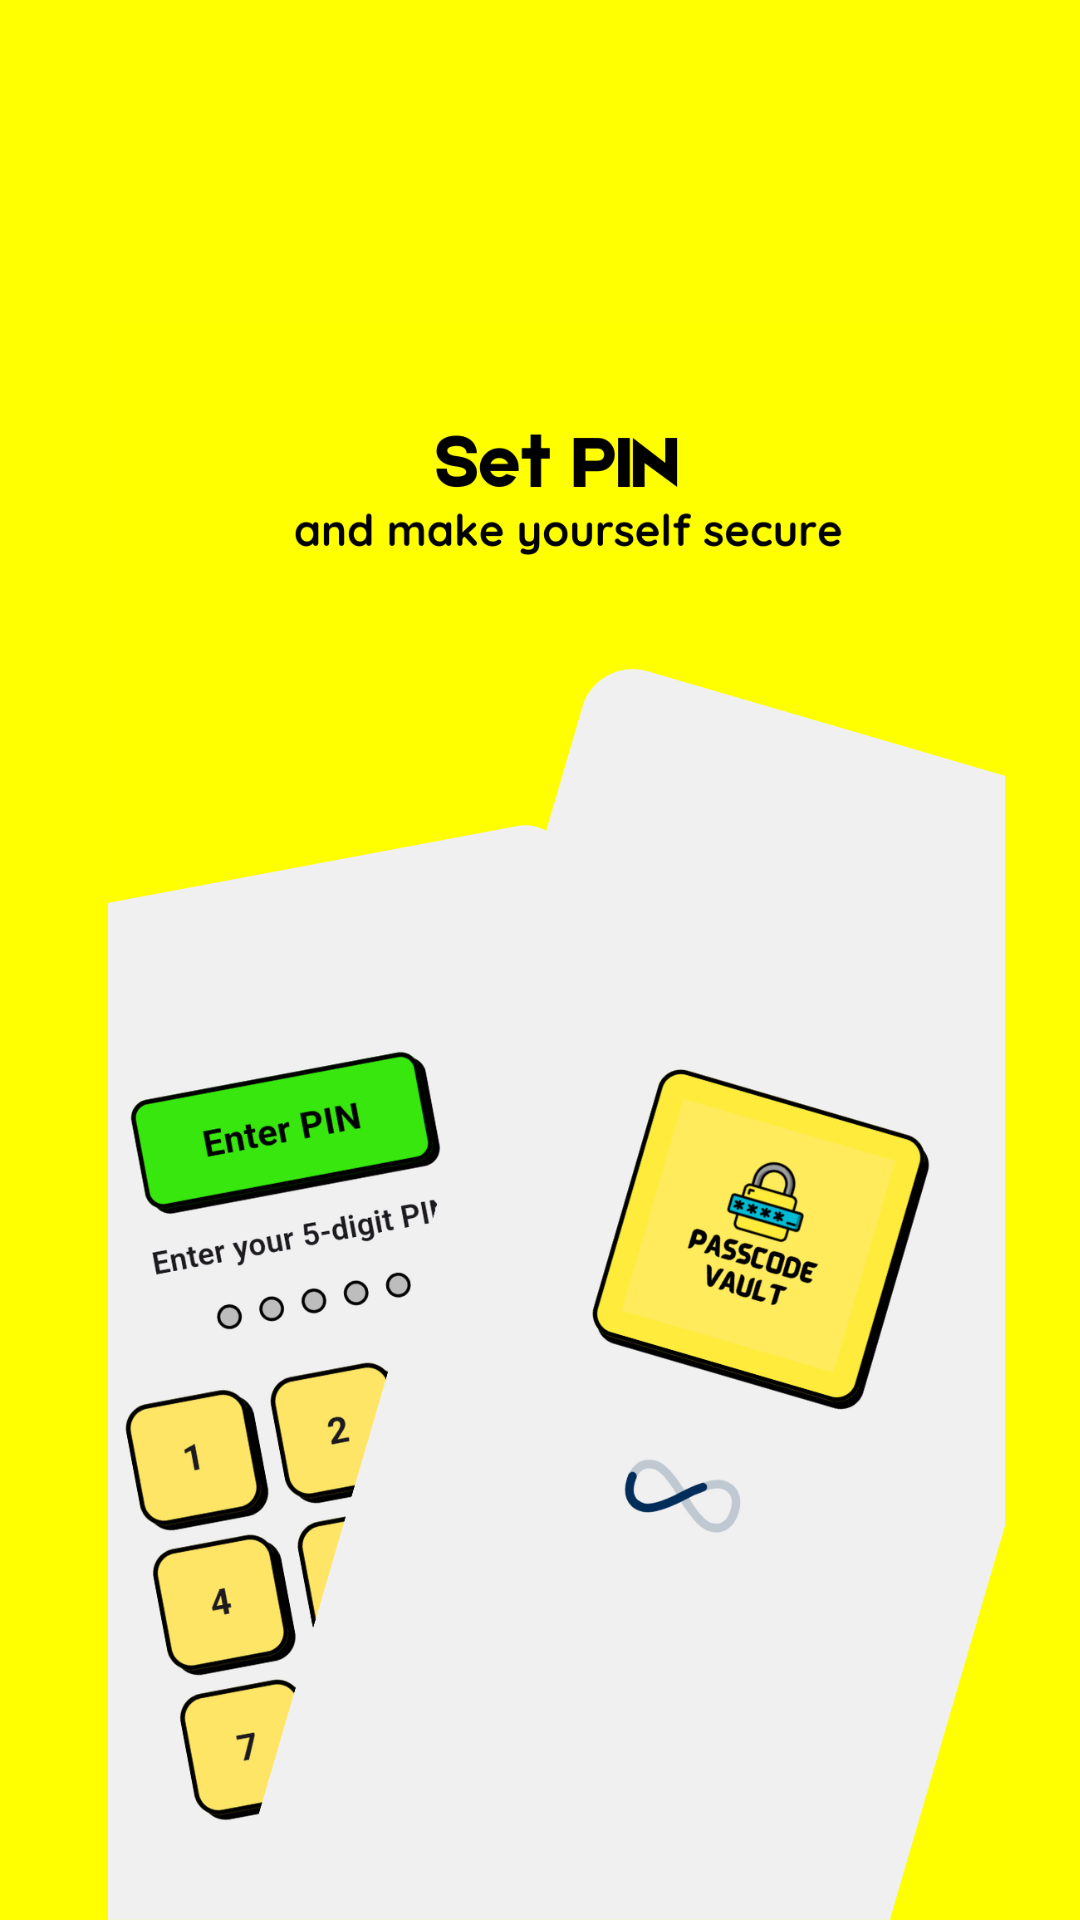 Set PIN
and make yourself secure
Enter PIN
Enter your 5-digit
1
2
4
7
****_
PASSCODE
VAULT